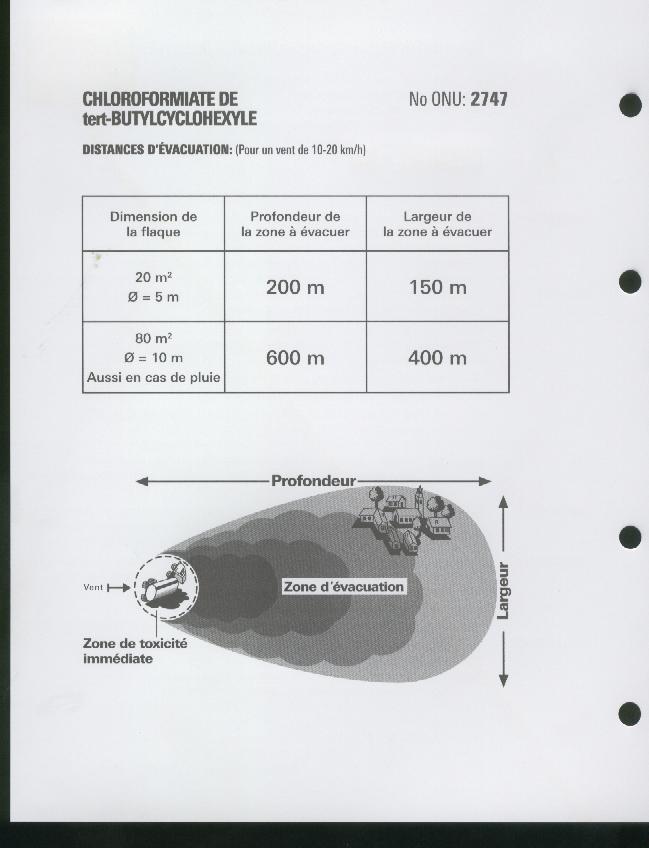 CHLOROFORMIATE DE
tert-BUTYLCYCLOHEXYLE
No ONU: 2747
DISTANCES D'ÉVACUATION: (Pour un vent de 10-20 km/h)
Dimension de
la flaque
Profondeur de
la zone à évacuer
Largeur de
la zone à évacuer
20 m²
Ø = 5 m
200 m
150 m
80 m²
Ø = 10 m
Aussi en cas de pluie
600 m
400 m
Profondeur
Vent
Zone d'évacuation
Largeur
Zone de toxicité
immédiate